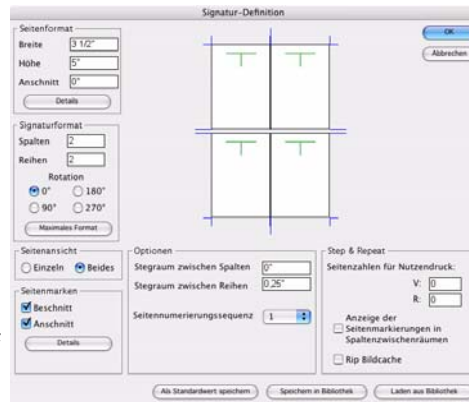 Signatur-Definition
Seitenformat
Breite 3 1/2"
Höhe 5"
Anschnitt 0"
Details
OK
Abbrechen
Signaturformat
Spalten 2
Reihen 2
Rotation
0° 180°
90° 270°
Maximales Format
Seitenansicht
Einzeln Beides
Seitenmarken
Beschnitt
Anschnitt
Details
Optionen
Stegraum zwischen Spalten 0"
Stegraum zwischen Reihen 0,25"
Seitennumerierungssequenz 1
Step & Repeat
Seitenzahlen für Nutzendruck:
V: 0
R: 0
Anzeige der
Seitenmarkierungen in
Spaltenzwischenräumen
Rip Bildcache
Als Standardwert speichern
Speichern in Bibliothek
Laden aus Bibliothek